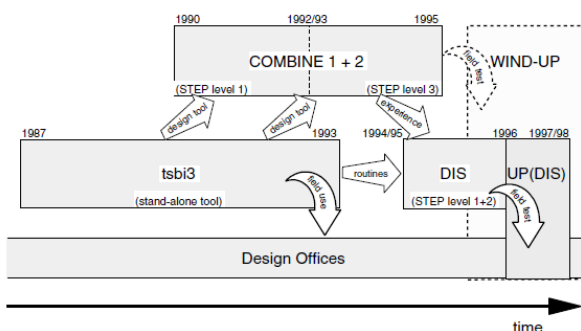 1990
1992/93
1995
COMBINE 1 + 2
WIND-UP
(STEP level 1)
(STEP level 3)
field test
design tool
design tool
experience
1987
1993
1994/95
1996
1997/98
tsbi3
routines
DIS
UP(DIS)
(stand-alone tool)
field use
(STEP level 1+2)
field test
Design Offices
time